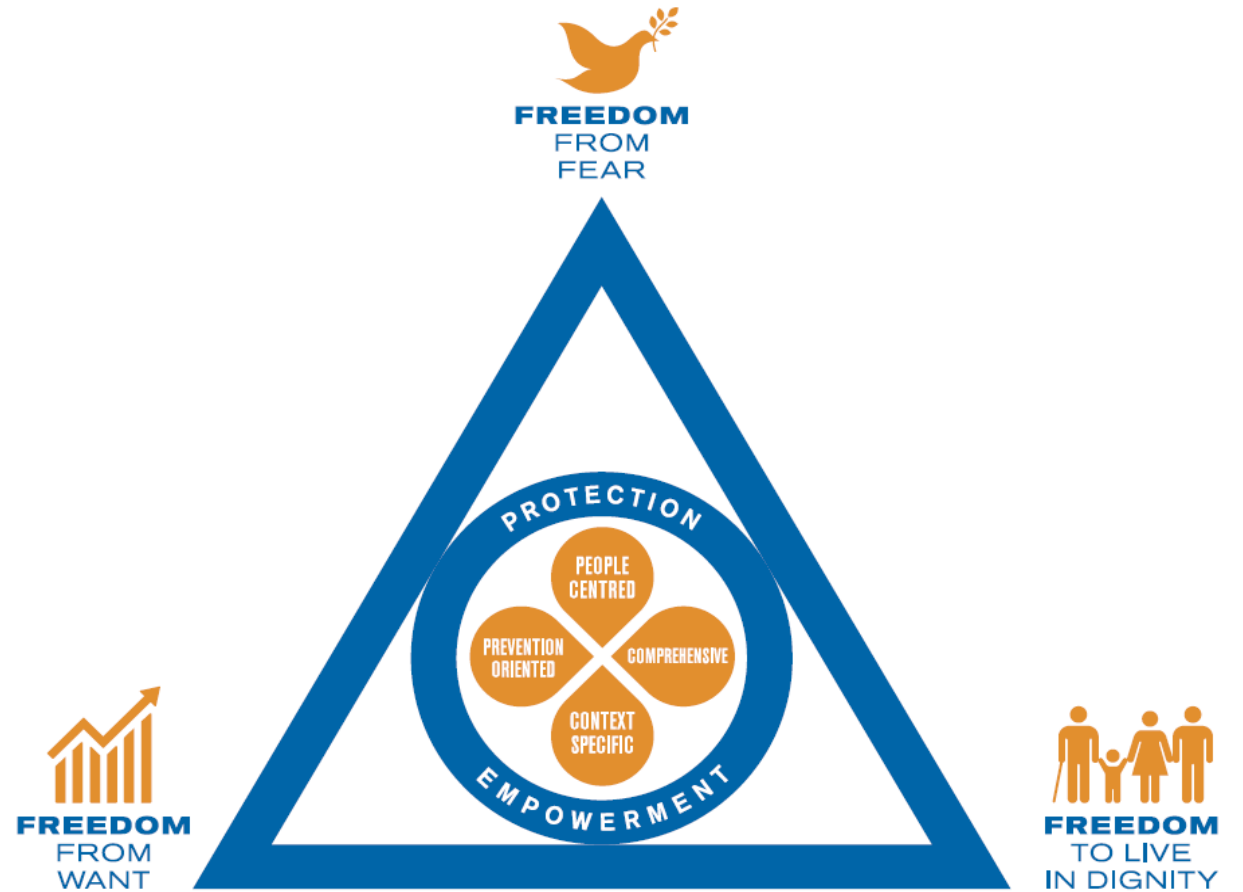 FREEDOM
FROM
FEAR
PROTECTION
PEOPLE
CENTRED
PREVENTION
ORIENTED
COMPREHENSIVE
CONTEXT
SPECIFIC
EMPOWERMENT
FREEDOM
FROM
WANT
FREEDOM
TO LIVE
IN DIGNITY